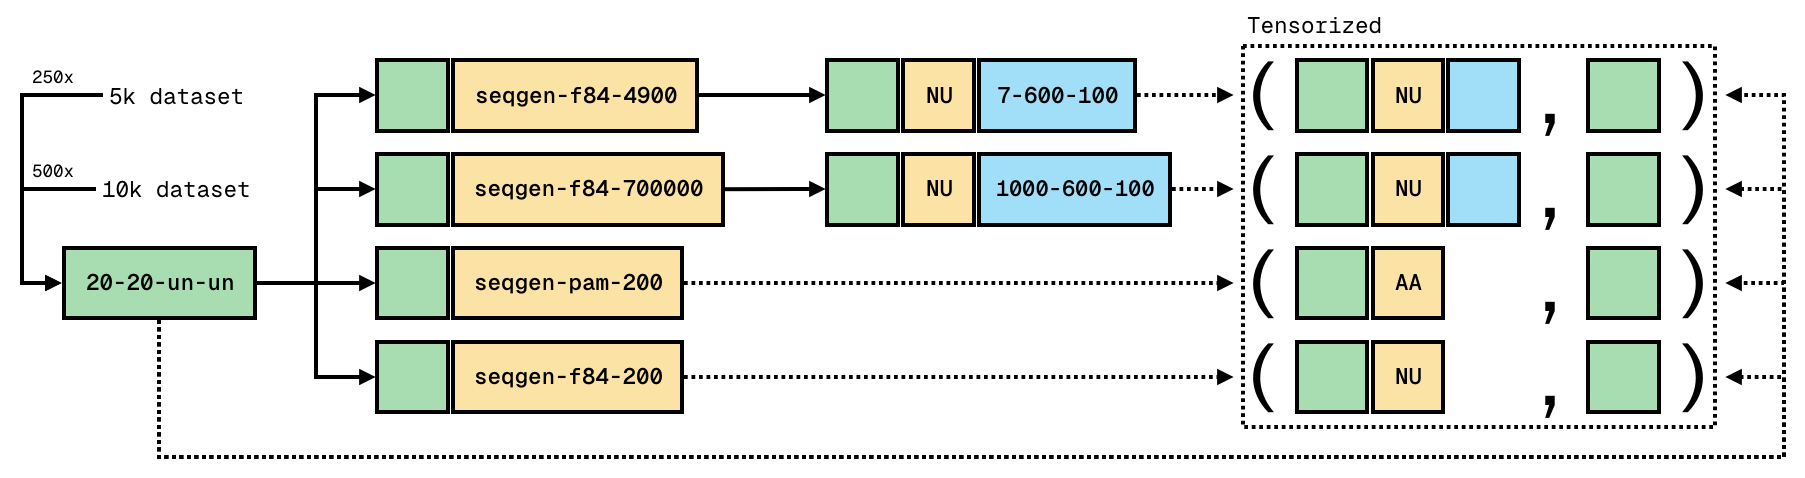 Tensorized
250x
5k dataset
seqgen-f84-4900
NU
7-600-100
(
NU
,
)
500x
10k dataset
seqgen-f84-700000
NU
1000-600-100
(
NU
,
)
20-20-un-un
seqgen-pam-200
(
AA
,
)
seqgen-f84-200
(
NU
,
)